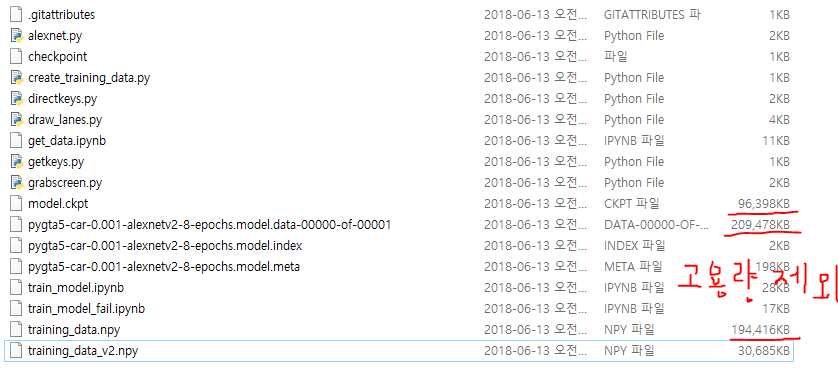 .gitattributes 2018-06-13 오전... GITATTRIBUTES 파 1KB
alexnet.py 2018-06-13 오전... Python File 2KB
checkpoint 2018-06-13 오전... 파일 1KB
create_training_data.py 2018-06-13 오전... Python File 1KB
directkeys.py 2018-06-13 오전... Python File 2KB
draw_lanes.py 2018-06-13 오전... Python File 4KB
get_data.ipynb 2018-06-13 오전... IPYNB 파일 11KB
getkeys.py 2018-06-13 오전... Python File 1KB
grabscreen.py 2018-06-13 오전... Python File 2KB
model.ckpt 2018-06-13 오전... CKPT 파일 96,398KB
pygta5-car-0.001-alexnetv2-8-epochs.model.data-00000-of-00001 2018-06-13 오전... DATA-00000-OF-... 209,478KB
pygta5-car-0.001-alexnetv2-8-epochs.model.index 2018-06-13 오전... INDEX 파일 2KB
pygta5-car-0.001-alexnetv2-8-epochs.model.meta 2018-06-13 오전... META 파일 198KB
고용량 제외
train_model.ipynb 2018-06-13 오전... IPYNB 파일 28KB
train_model_fail.ipynb 2018-06-13 오전... IPYNB 파일 17KB
training_data.npy 2018-06-13 오전... NPY 파일 194,416KB
training_data_v2.npy 2018-06-13 오전... NPY 파일 30,685KB